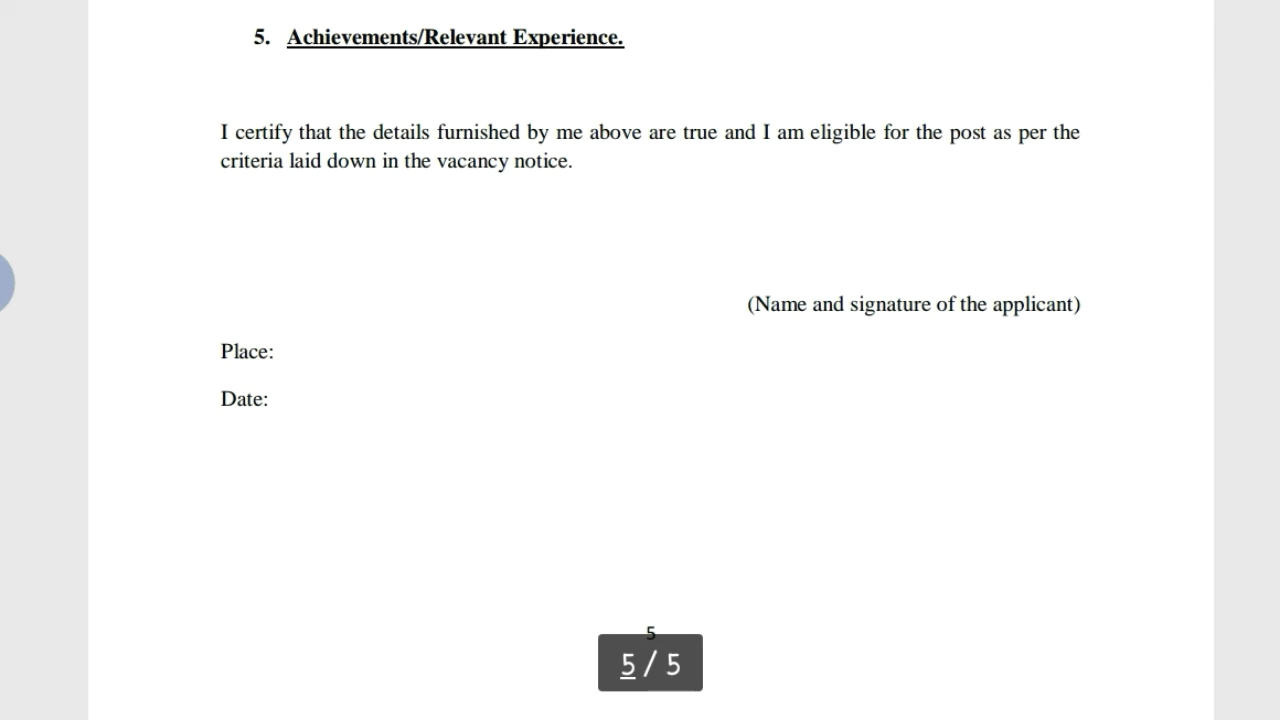 5. Achievements/Relevant Experience.
I certify that the details furnished by me above are true and I am eligible for the post as per the
criteria laid down in the vacancy notice.
(Name and signature of the applicant)
Place:
Date:
5
5 / 5